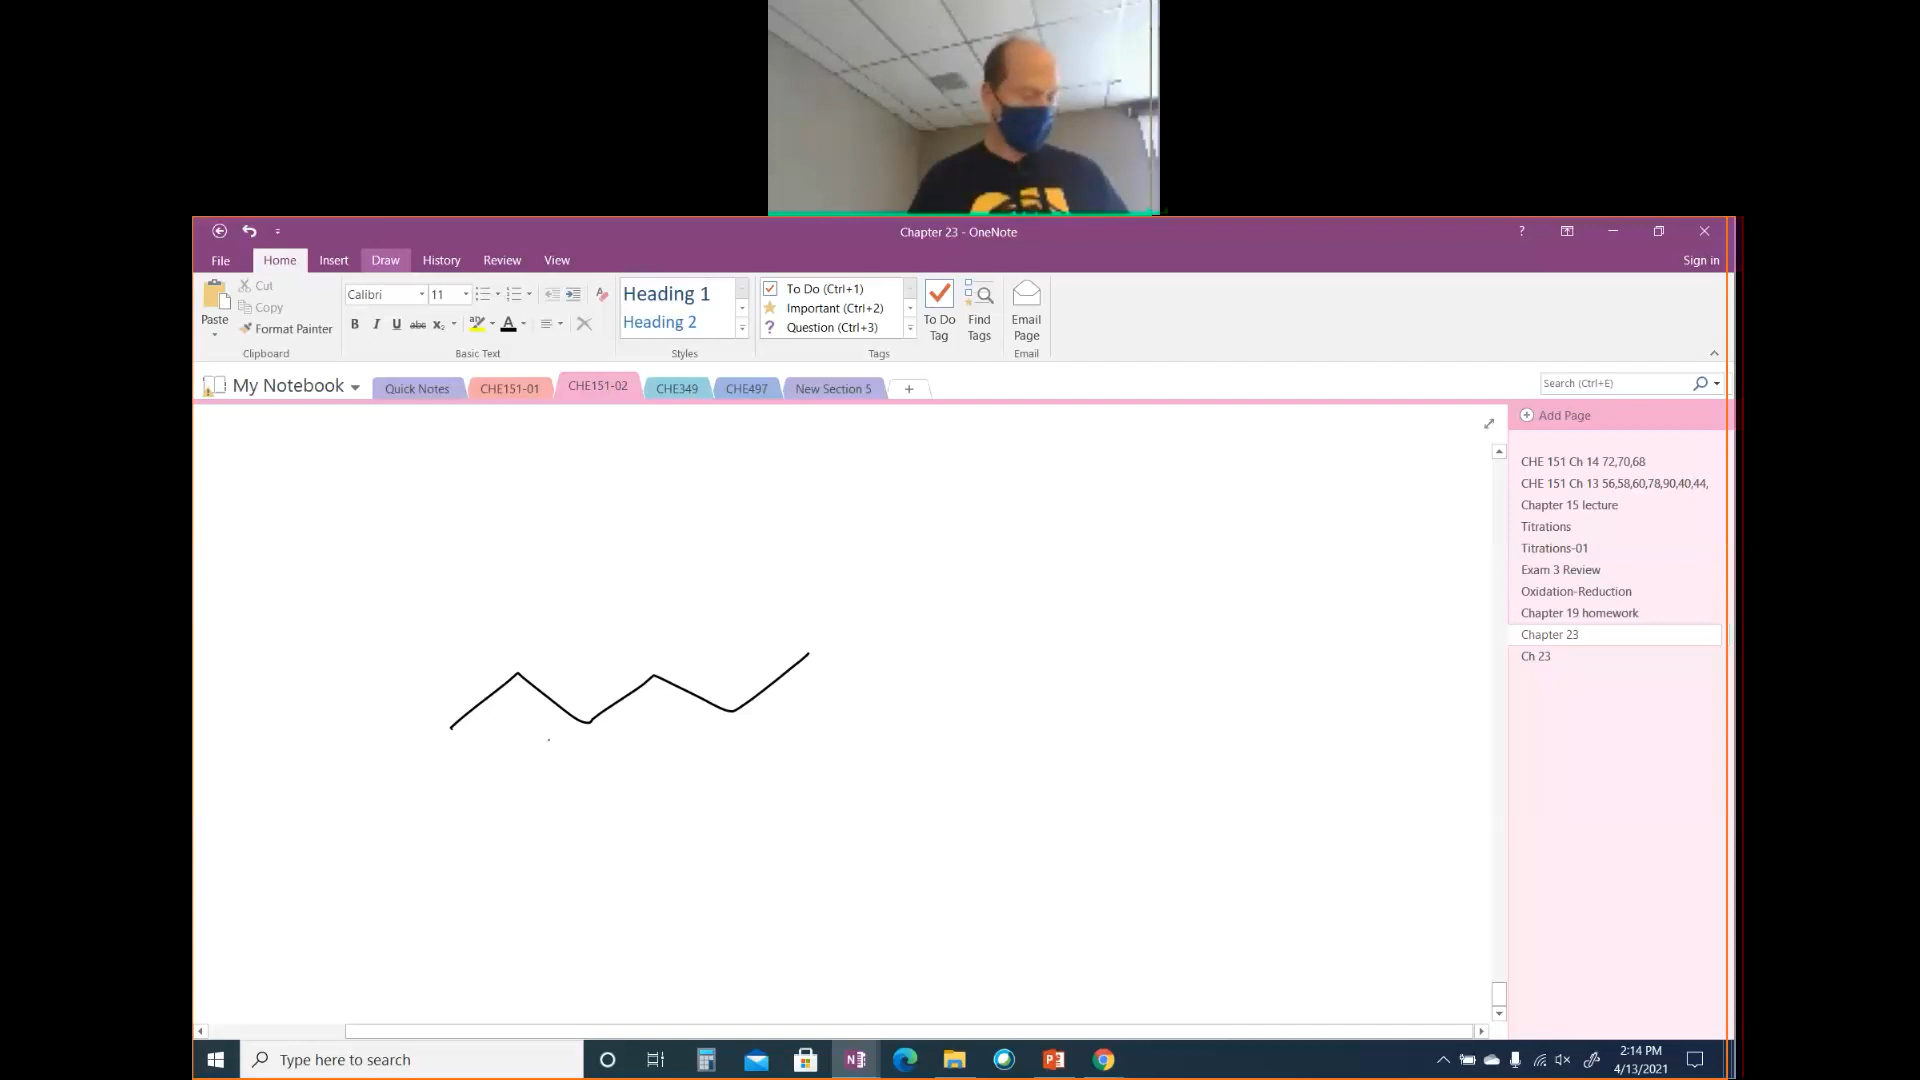 Chapter 23 - OneNote
?
File Home Insert Draw History Review View
Sign in
Paste
Cut
Copy
Format Painter
Clipboard
Calibri 11
B I U abc X₂ A
Basic Text
Heading 1
Heading 2
Styles
To Do (Ctrl+1)
Important (Ctrl+2)
? Question (Ctrl+3)
Tags
To Do
Tag
Find
Tags
Email
Page
Email
My Notebook
Quick Notes CHE151-01 CHE151-02 CHE349 CHE497 New Section 5 +
Search (Ctrl+E)
Add Page
CHE 151 Ch 14 72,70,68
CHE 151 Ch 13 56,58,60,78,90,40,44,
Chapter 15 lecture
Titrations
Titrations-01
Exam 3 Review
Oxidation-Reduction
Chapter 19 homework
Chapter 23
Ch 23
Type here to search
2:14 PM
4/13/2021